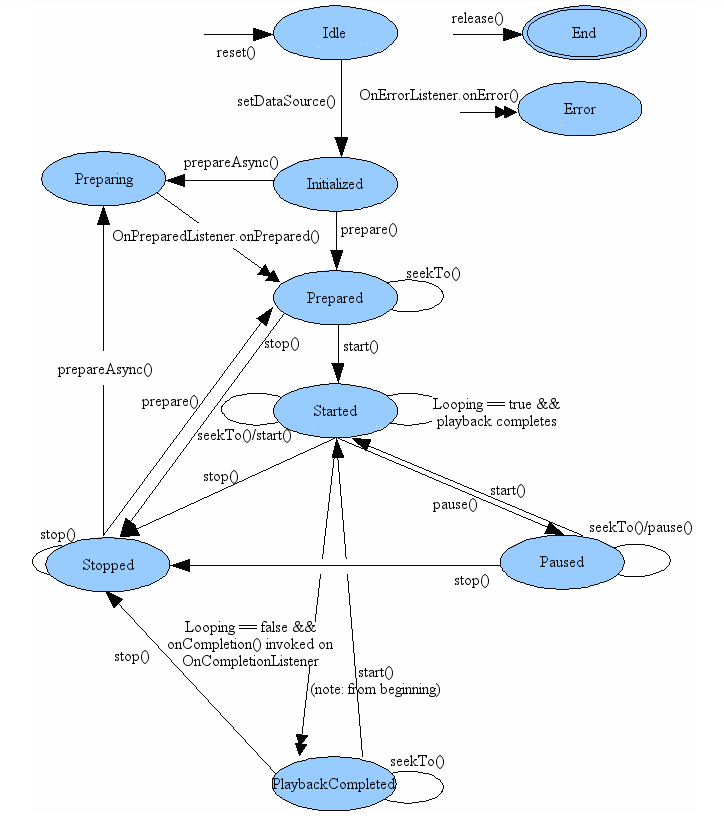 Idle
release()
End
reset()
OnErrorListener.onError()
setDataSource()
Error
prepareAsync()
Preparing
Initialized
prepare()
OnPreparedListener.onPrepared()
seekTo()
Prepared
stop()
start()
prepareAsync()
prepare()
Started
Looping == true &&
playback completes
seekTo()/start()
stop()
start()
pause()
seekTo()/pause()
stop()
Stopped
Paused
stop()
Looping == false &&
onCompletion() invoked on
OnCompletionListener
stop()
start()
(note: from beginning)
seekTo()
PlaybackCompleted